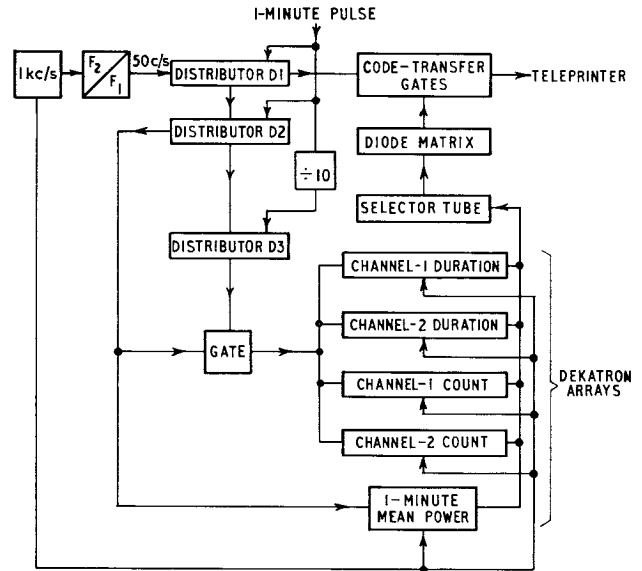 1-MINUTE PULSE
1kc/s
F2/F1
50c/s
DISTRIBUTOR D1
CODE-TRANSFER
GATES
TELEPRINTER
DISTRIBUTOR D2
DIODE MATRIX
÷10
SELECTOR TUBE
DISTRIBUTOR D3
CHANNEL-1 DURATION
CHANNEL-2 DURATION
GATE
CHANNEL-1 COUNT
DEKATRON
ARRAYS
CHANNEL-2 COUNT
1-MINUTE
MEAN POWER